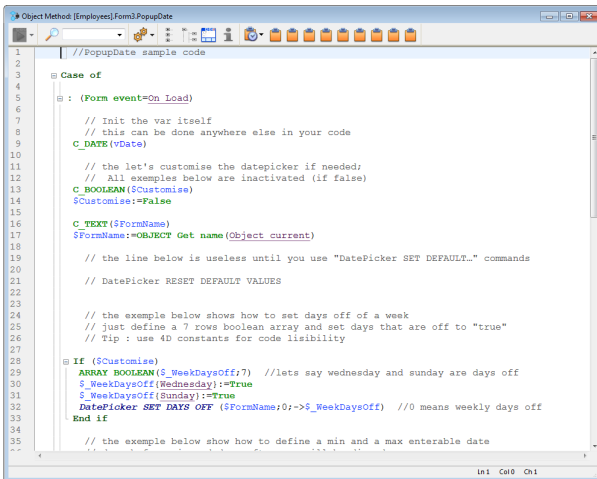 Object Method: [Employees].Form3.PopupDate
1 //PopupDate sample code
2
3 Case of
4
5 : (Form event=On Load)
6
7 // Init the var itself
8 // this can be done anywhere else in your code
9 C_DATE(vDate)
10
11 // the let's customise the datepicker if needed;
12 // All exemples below are inactivated (if false)
13 C_BOOLEAN($Customise)
14 $Customise:=False
15
16 C_TEXT($FormName)
17 $FormName:=OBJECT Get name(Object current)
18
19 // the line below is useless until you use "DatePicker SET DEFAULT…" commands
20
21 // DatePicker RESET DEFAULT VALUES
22
23
24 // the exemple below shows how to set days off of a week
25 // just define a 7 rows boolean array and set days that are off to "true"
26 // Tip : use 4D constants for code lisibility
27
28 If ($Customise)
29 ARRAY BOOLEAN($_WeekDaysOff;7) //lets say wednesday and sunday are days off
30 $_WeekDaysOff{Wednesday}:=True
31 $_WeekDaysOff{Sunday}:=True
32 DatePicker SET DAYS OFF ($FormName;0;->$_WeekDaysOff) //0 means weekly days off
33 End if
34
35 // the exemple below show how to define a min and a max enterable date
Ln 1 Col 0 Ch 1